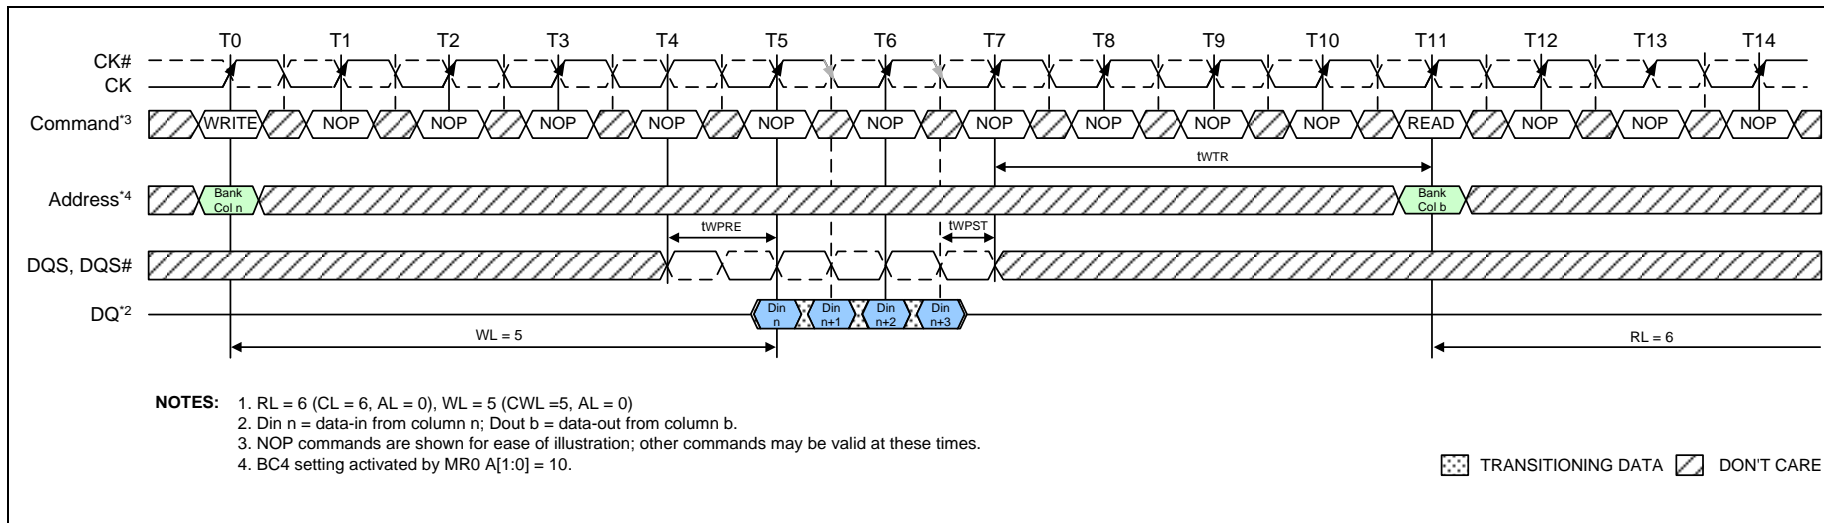 T0 T1 T2 T3 T4 T5 T6 T7 T8 T9 T10 T11 T12 T13 T14
CK#
CK
Command*3 WRITE NOP NOP NOP NOP NOP NOP NOP NOP NOP NOP READ NOP NOP NOP
tWTR
Address*4 Bank Col n Bank Col b
tWPRE tWPST
DQS, DQS#
DQ*2 Din n Din n+1 Din n+2 Din n+3
WL = 5 RL = 6
NOTES: 1. RL = 6 (CL = 6, AL = 0), WL = 5 (CWL =5, AL = 0)
2. Din n = data-in from column n; Dout b = data-out from column b.
3. NOP commands are shown for ease of illustration; other commands may be valid at these times.
4. BC4 setting activated by MR0 A[1:0] = 10.
TRANSITIONING DATA DON'T CARE